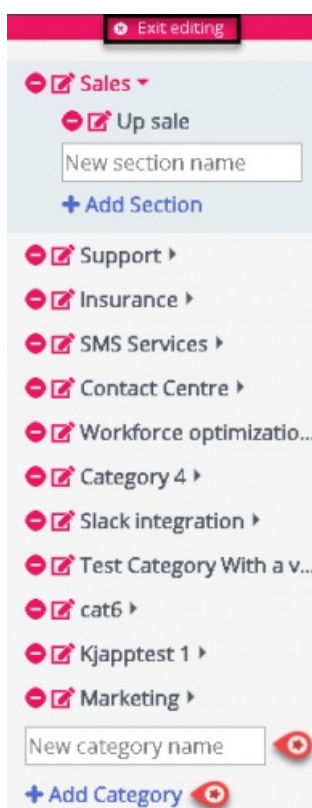 Exit editing
Sales
Up sale
New section name
+ Add Section
Support
Insurance
SMS Services
Contact Centre
Workforce optimizatio...
Category 4
Slack integration
Test Category With a v...
cat6
Kjapptest 1
Marketing
New category name
+ Add Category